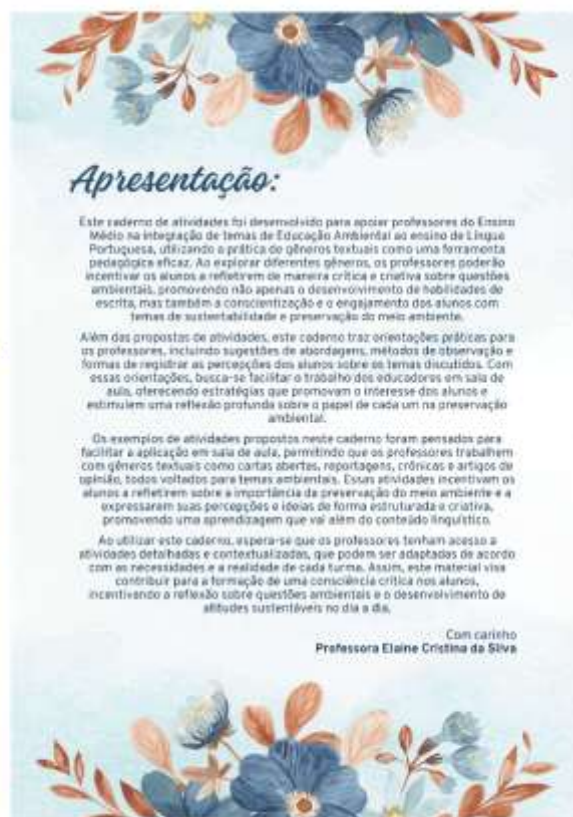 Apresentação:
Este caderno de atividades foi desenvolvido para apoiar professores do Ensino
Médio na integração de temas de Educação Ambiental ao ensino de Língua
Portuguesa, utilizando a prática de gêneros textuais como uma ferramenta
pedagógica eficaz. Ao explorar diferentes gêneros, os professores poderão
incentivar os alunos a refletirem de maneira crítica e criativa sobre questões
ambientais, promovendo não apenas o desenvolvimento de habilidades de
escrita, mas também a conscientização e o engajamento dos alunos com
temas de sustentabilidade e preservação do meio ambiente.
Além das propostas de atividades, este caderno traz orientações práticas para
os professores, incluindo sugestões de abordagens, métodos de observação e
formas de registrar as percepções dos alunos sobre os temas discutidos. Com
essas orientações, busca-se facilitar o trabalho dos educadores em sala de
aula, oferecendo estratégias que promovam o interesse dos alunos e
estimulem uma reflexão profunda sobre o papel de cada um na preservação
ambiental.
Os exemplos de atividades propostos neste caderno foram pensados para
facilitar a aplicação em sala de aula, permitindo que os professores trabalhem
com gêneros textuais como cartas abertas, reportagens, crônicas e artigos de
opinião, todos voltados para temas ambientais. Essas atividades incentivam os
alunos a refletirem sobre a importância da preservação do meio ambiente e a
expressarem suas percepções e ideias de forma estruturada e criativa,
promovendo uma aprendizagem que vai além do conteúdo linguístico.
Ao utilizar este caderno, espera-se que os professores tenham acesso a
atividades detalhadas e contextualizadas, que podem ser adaptadas de acordo
com as necessidades e a realidade de cada turma. Assim, este material visa
contribuir para a formação de uma consciência crítica nos alunos,
incentivando a reflexão sobre questões ambientais e o desenvolvimento de
atitudes sustentáveis no dia a dia.
Com carinho
Professora Elaine Cristina da Silva